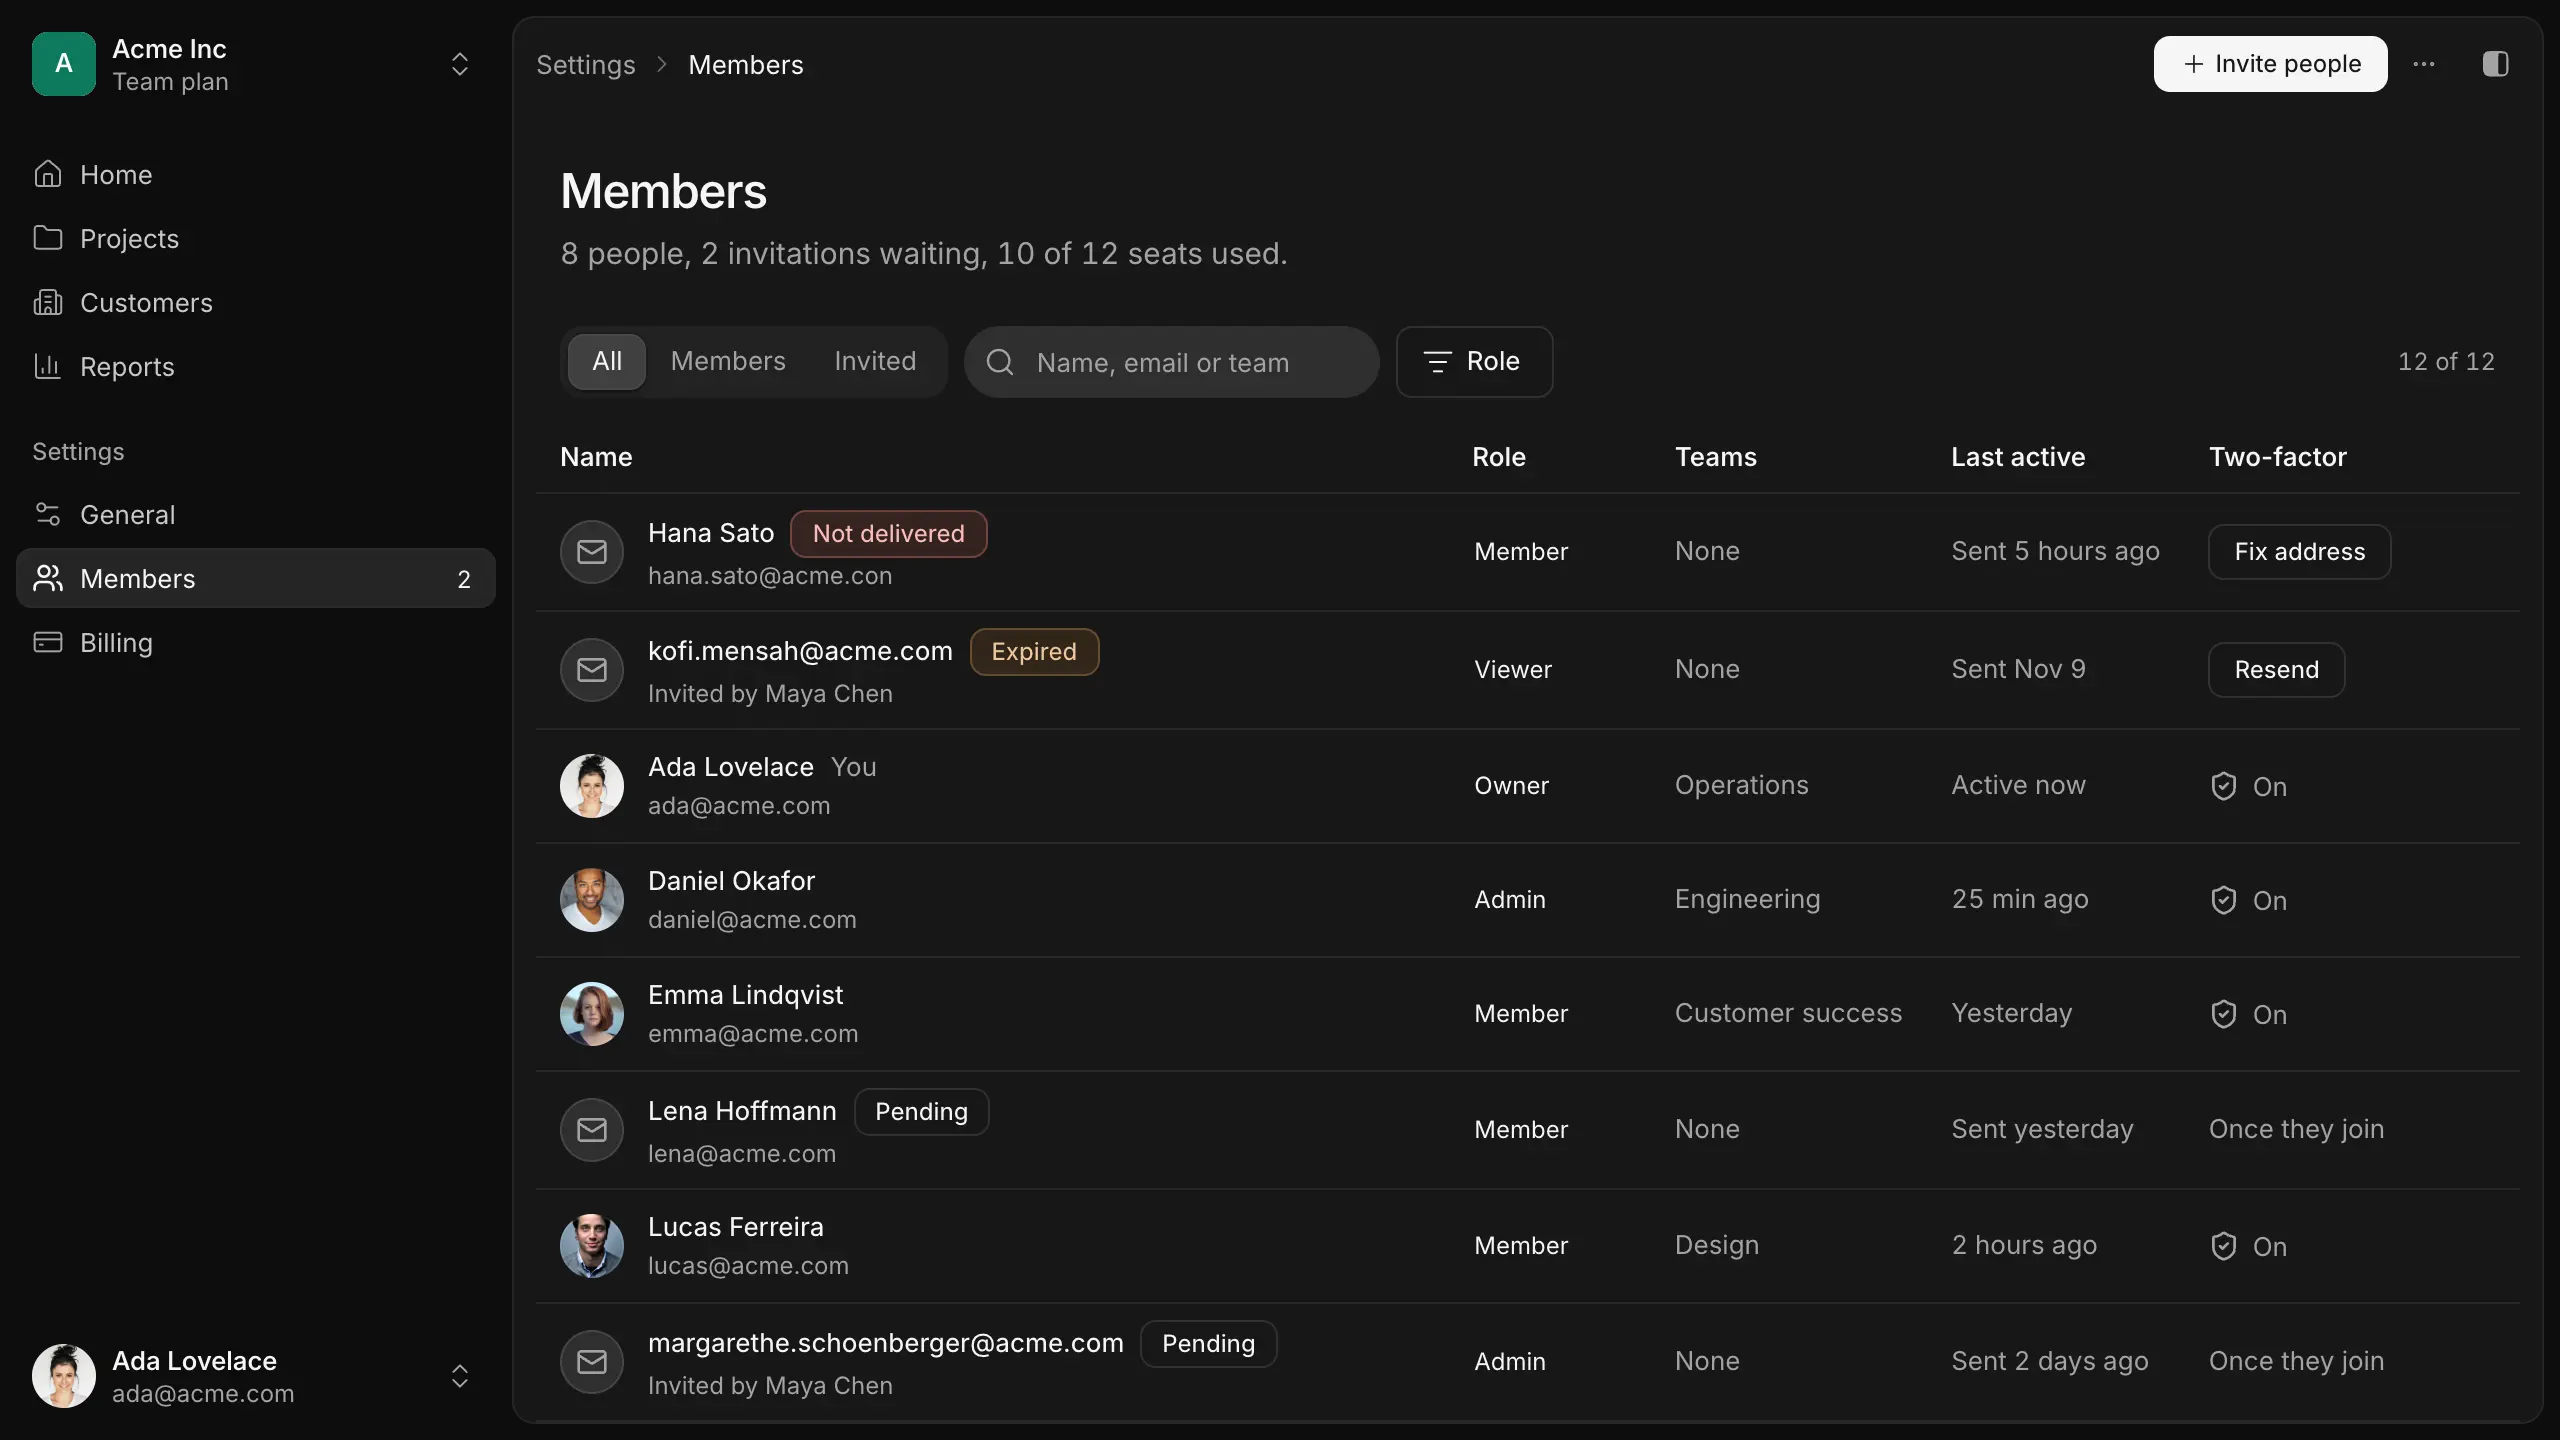 A
Acme Inc
Team plan
Home
Projects
Customers
Reports
Settings
General
Members 2
Billing
Ada Lovelace
ada@acme.com
Settings > Members
+ Invite people
Members
8 people, 2 invitations waiting, 10 of 12 seats used.
All Members Invited
Name, email or team
Role
12 of 12
Name Role Teams Last active Two-factor
Hana Sato Not delivered
hana.sato@acme.con
Member None Sent 5 hours ago Fix address
kofi.mensah@acme.com Expired
Invited by Maya Chen
Viewer None Sent Nov 9 Resend
Ada Lovelace You
ada@acme.com
Owner Operations Active now On
Daniel Okafor
daniel@acme.com
Admin Engineering 25 min ago On
Emma Lindqvist
emma@acme.com
Member Customer success Yesterday On
Lena Hoffmann Pending
lena@acme.com
Member None Sent yesterday Once they join
Lucas Ferreira
lucas@acme.com
Member Design 2 hours ago On
margarethe.schoenberger@acme.com Pending
Invited by Maya Chen
Admin None Sent 2 days ago Once they join